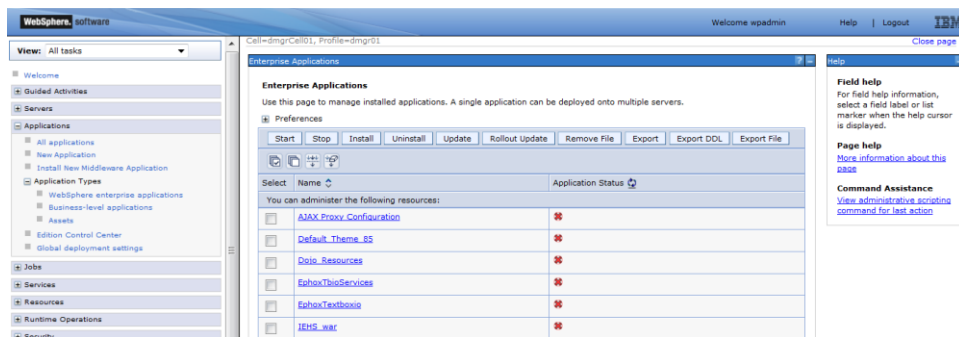 WebSphere. software
Welcome wpadmin
Help | Logout
IBM
View: All tasks
Cell=dmgrCell01, Profile=dmgr01
Close page
Welcome
Guided Activities
Servers
Applications
All applications
New Application
Install New Middleware Application
Application Types
WebSphere enterprise applications
Business-level applications
Assets
Edition Control Center
Global deployment settings
Jobs
Services
Resources
Runtime Operations
Security
Enterprise Applications
Enterprise Applications
Use this page to manage installed applications. A single application can be deployed onto multiple servers.
Preferences
Start Stop Install Uninstall Update Rollout Update Remove File Export Export DDL Export File
Select Name Application Status
You can administer the following resources:
AJAX Proxy Configuration
Default_Theme_85
Dojo_Resources
EphoxTbioServices
EphoxTextboxio
IEHS_war
Help
Field help
For field help information,
select a field label or list
marker when the help cursor
is displayed.
Page help
More information about this
page
Command Assistance
View administrative scripting
command for last action